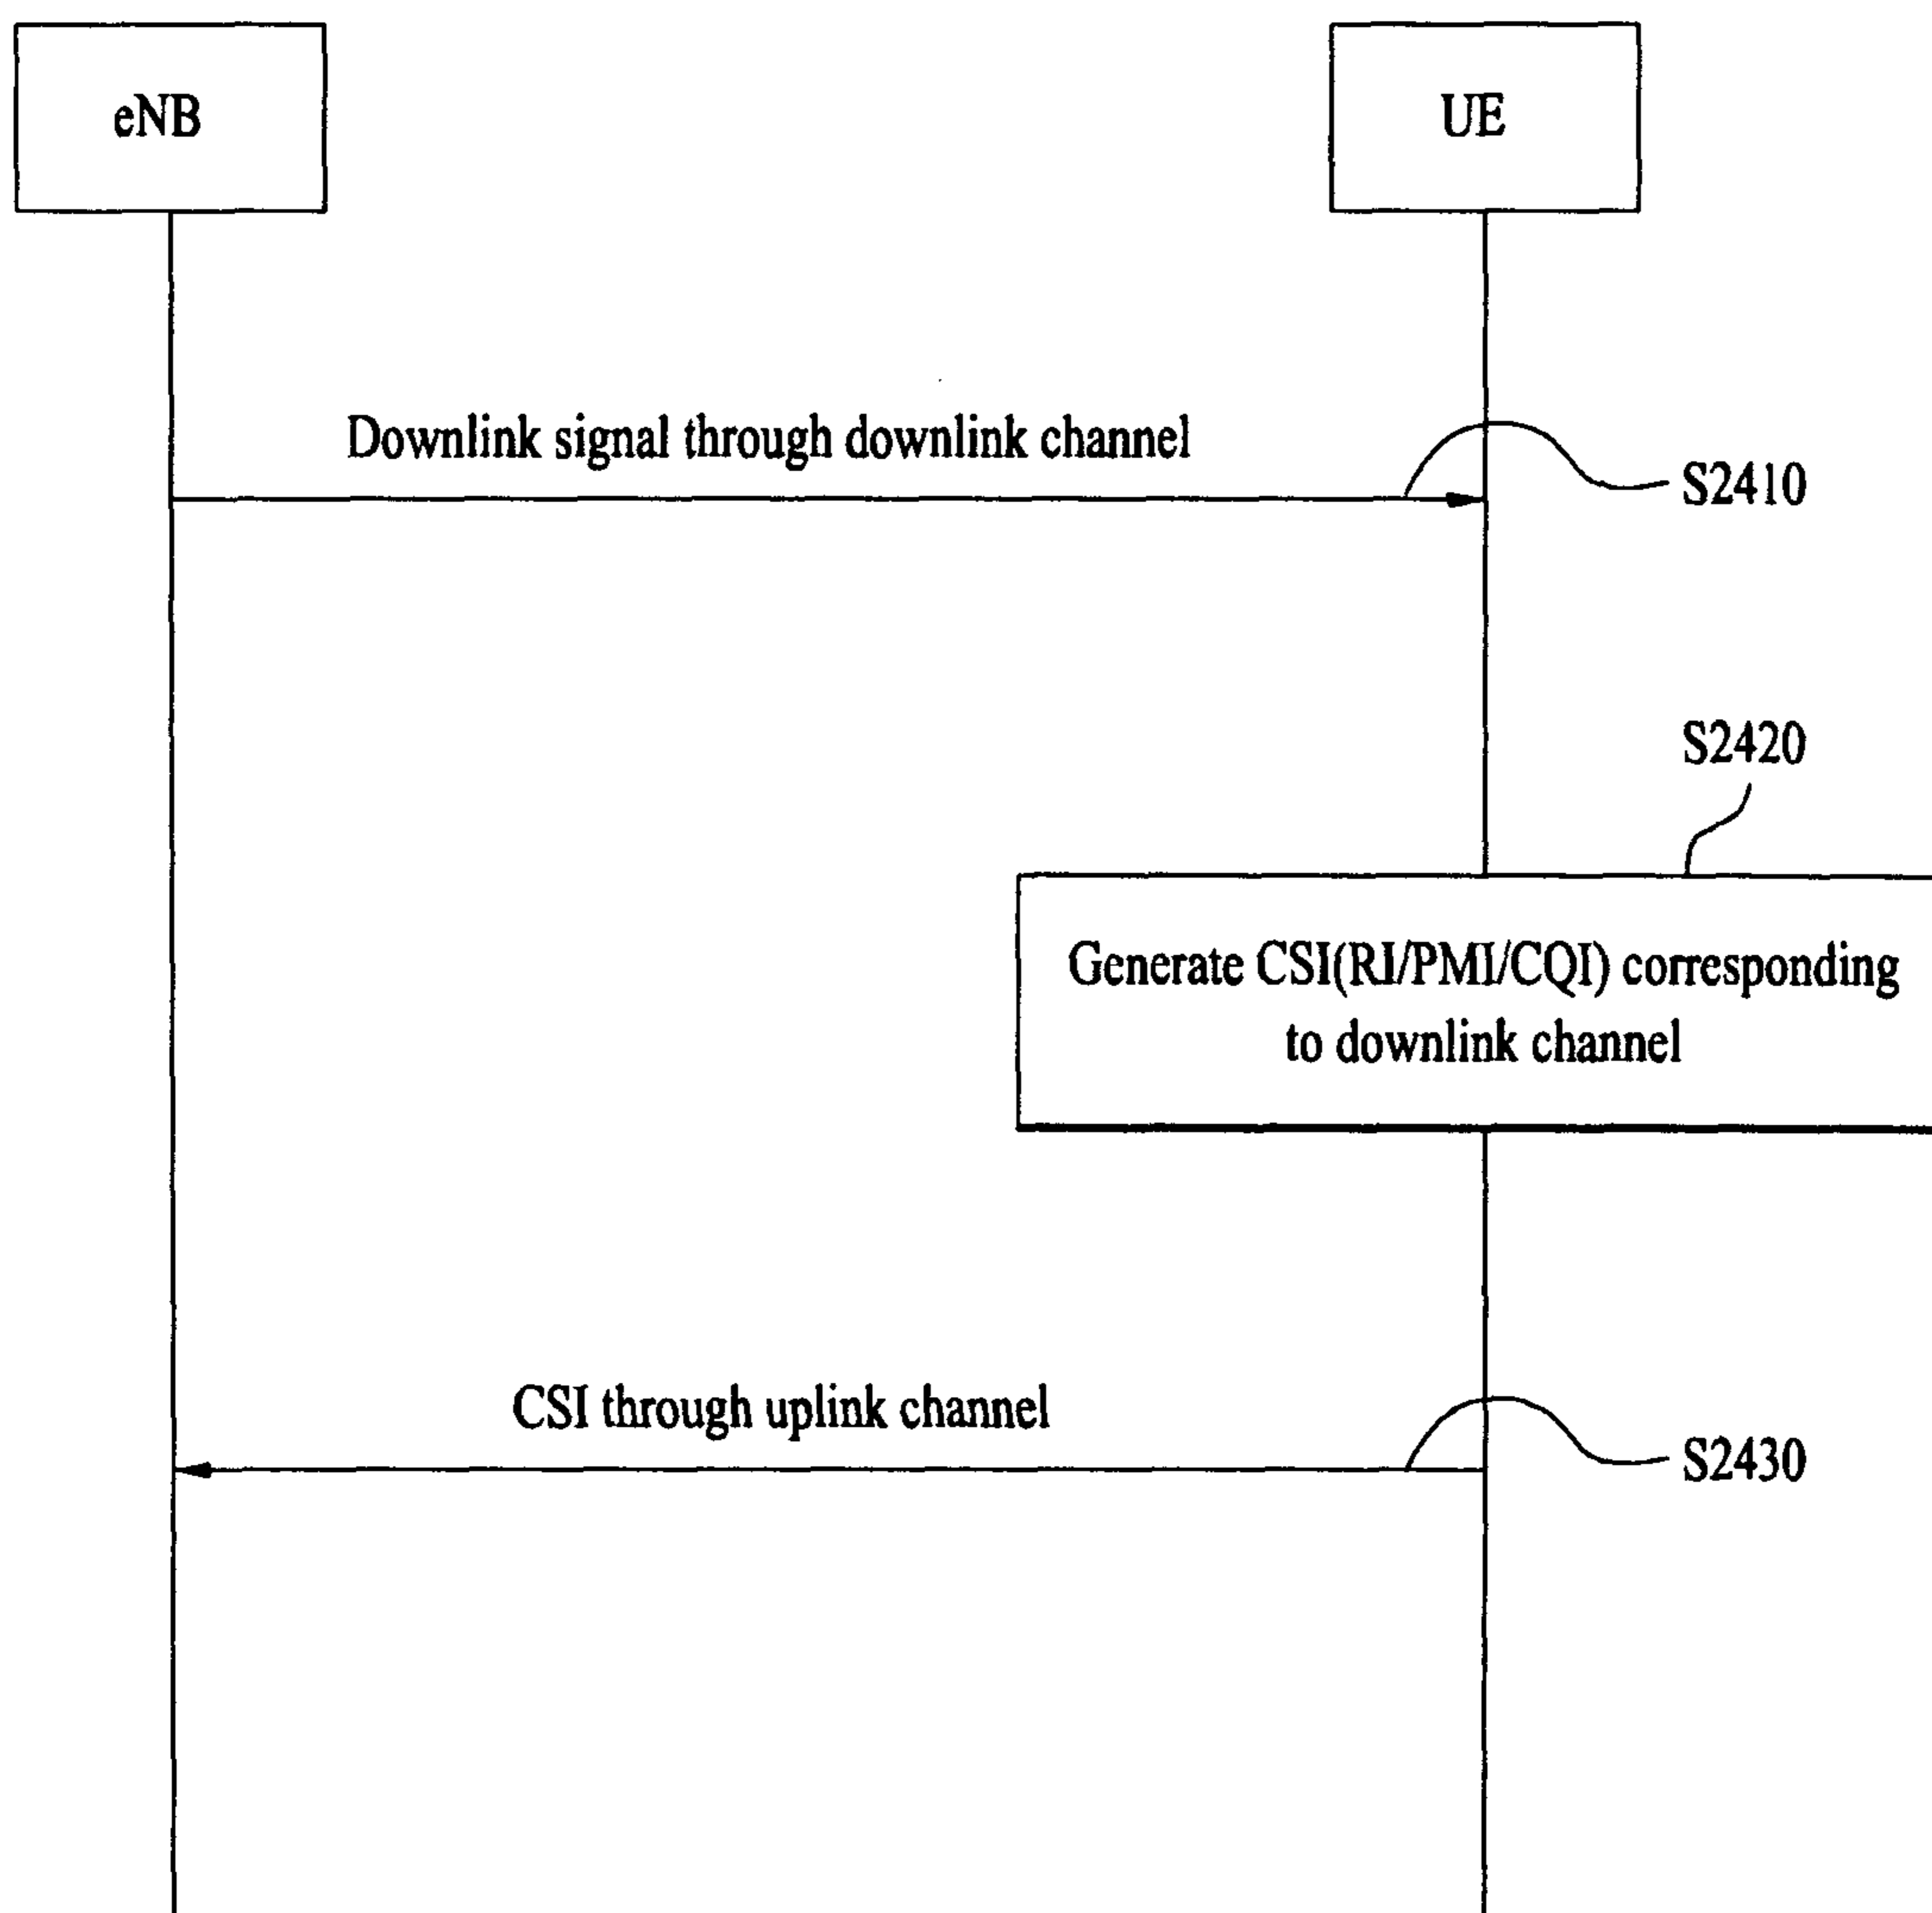 eNB
UE
Downlink signal through downlink channel
S2410
S2420
Generate CSI(RI/PMI/CQI) corresponding
to downlink channel
CSI through uplink channel
S2430